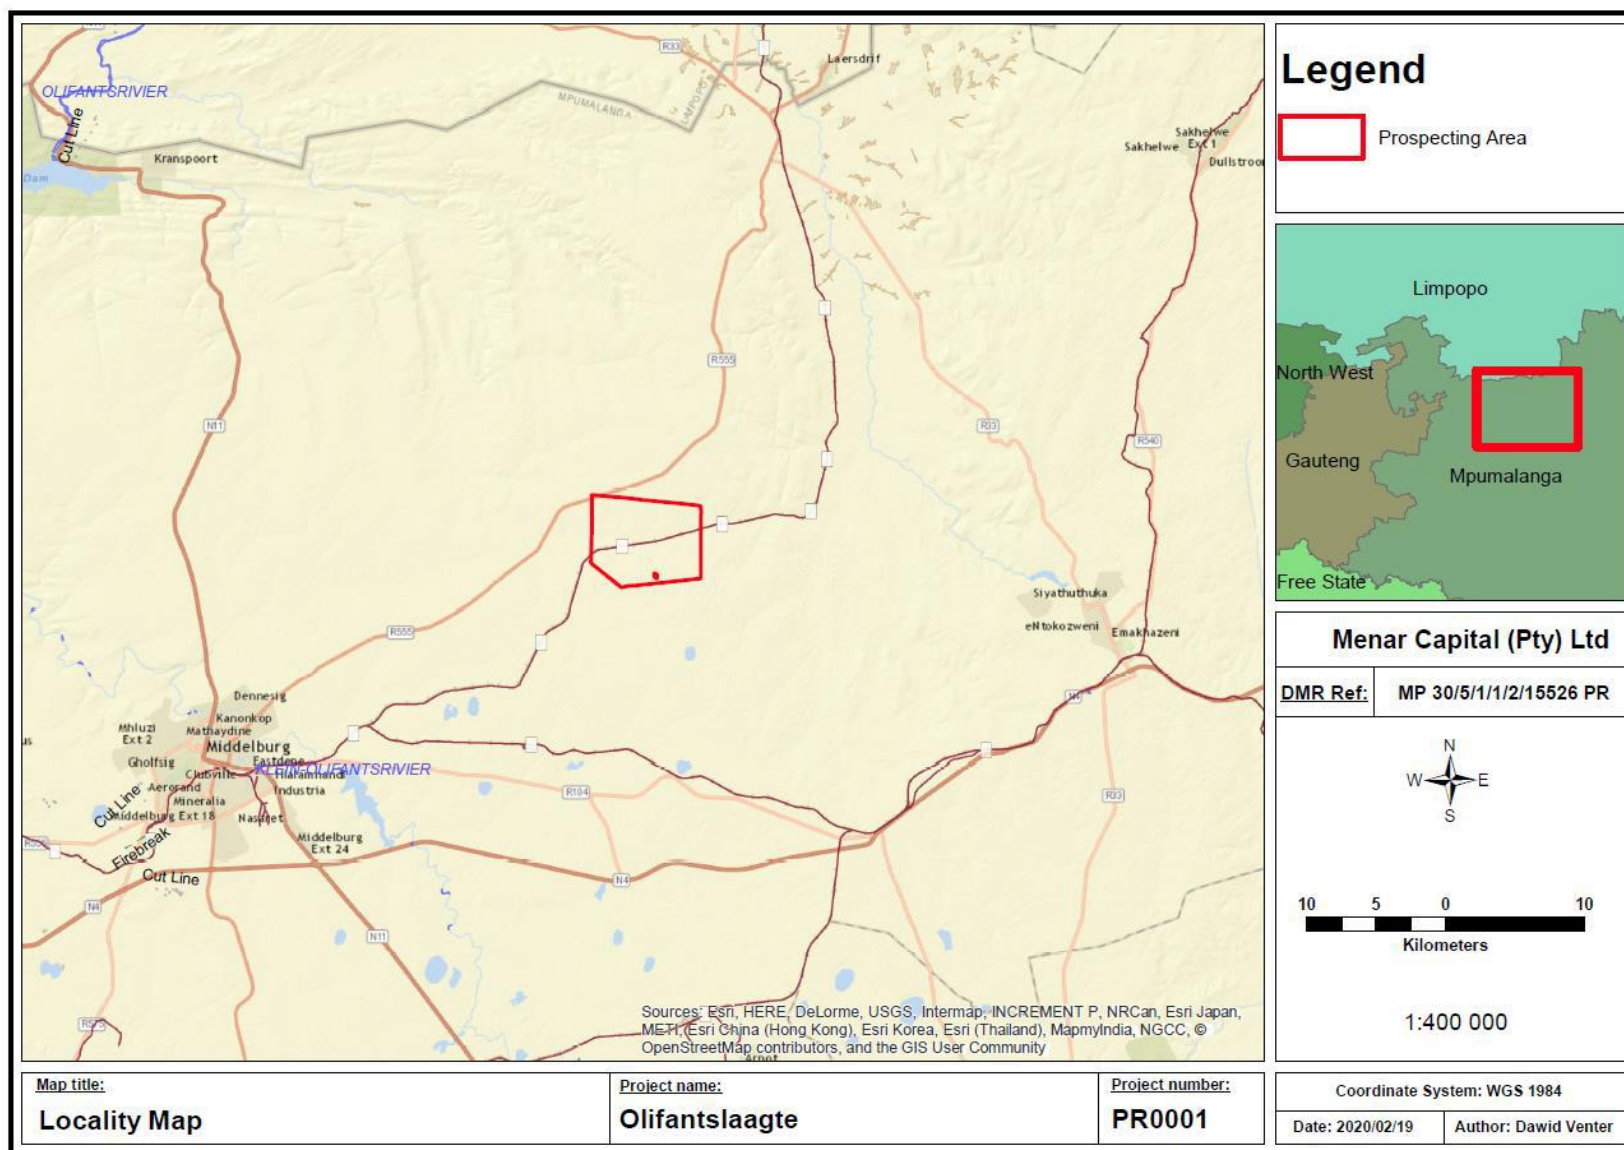 R33
Laersdrif
OLIFANTSRIVIER
MPUMALANGA
LIMPOPO
Cut Line
Kranspoort
Dam
Sakhelwe
Sakhelwe Ext 1
Dullstroo
R555
N11
R33
R540
Siyathuthuka
eNtokozweni
Emakhazeni
R555
Dennesig
Kanonkop
Mhluzi
Ext 2
Mathaydine
Middelburg
Gholfsig
Eastdene
KLEIN-OLIFANTSRIVIER
Clubville
Aerorand
Industria
Mineralia
Cut Line
Middelburg Ext 18
Nasaret
Firebreak
Middelburg
Ext 24
Cut Line
N4
R104
N4
R33
N4
N11
R575
Sources: Esri, HERE, DeLorme, USGS, Intermap, INCREMENT P, NRCan, Esri Japan,
METI, Esri China (Hong Kong), Esri Korea, Esri (Thailand), MapmyIndia, NGCC, ©
OpenStreetMap contributors, and the GIS User Community
Arnot
Legend
Prospecting Area
Limpopo
North West
Gauteng
Mpumalanga
Free State
Menar Capital (Pty) Ltd
DMR Ref: MP 30/5/1/1/2/15526 PR
N
W E
S
10 5 0 10
Kilometers
1:400 000
Map title:
Locality Map
Project name:
Olifantslaagte
Project number:
PR0001
Coordinate System: WGS 1984
Date: 2020/02/19 Author: Dawid Venter